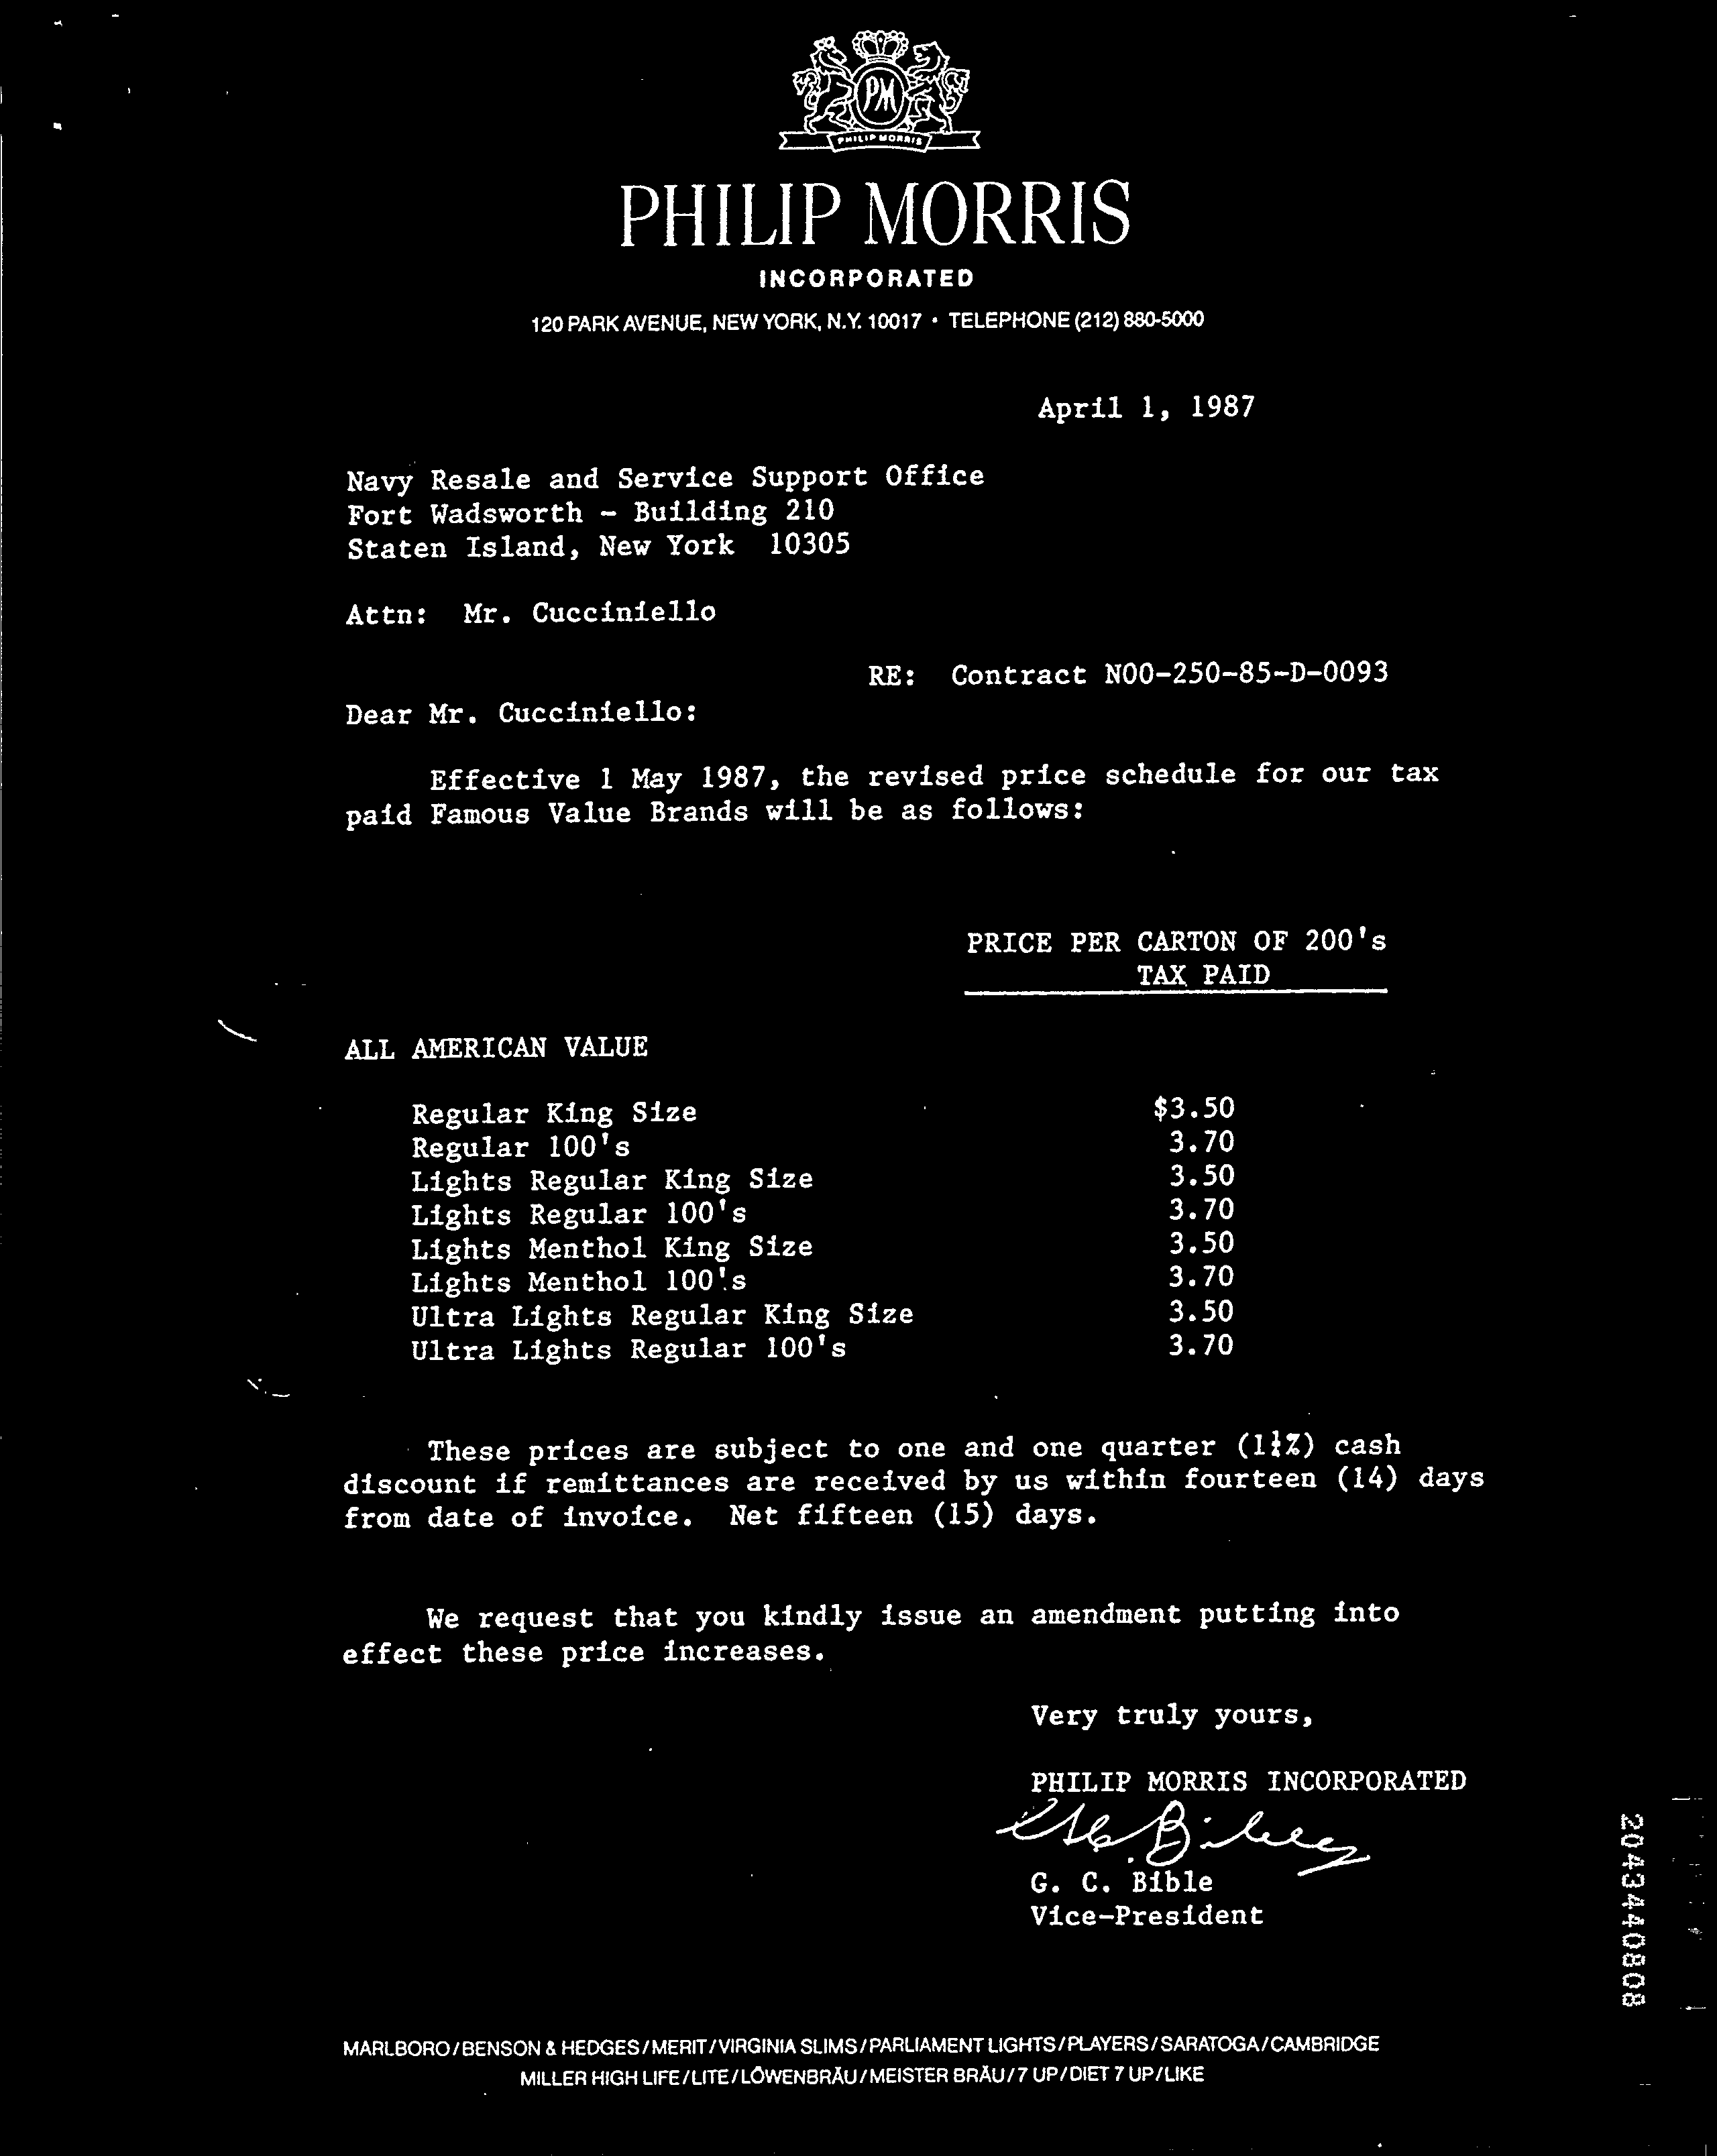 PM
PHILIP MORRIS
PHILIP MORRIS
INCORPORATED
120 PARK AVENUE, NEW YORK, N.Y. 10017 • TELEPHONE (212) 880-5000
April 1, 1987
Navy Resale and Service Support Office
Fort Wadsworth - Building 210
Staten Island, New York 10305
Attn: Mr. Cucciniello
RE: Contract N00-250-85-D-0093
Dear Mr. Cucciniello:
Effective 1 May 1987, the revised price schedule for our tax
paid Famous Value Brands will be as follows:
PRICE PER CARTON OF 200's
TAX PAID
ALL AMERICAN VALUE
Regular King Size $3.50
Regular 100's 3.70
Lights Regular King Size 3.50
Lights Regular 100's 3.70
Lights Menthol King Size 3.50
Lights Menthol 100's 3.70
Ultra Lights Regular King Size 3.50
Ultra Lights Regular 100's 3.70
These prices are subject to one and one quarter (1¼%) cash
discount if remittances are received by us within fourteen (14) days
from date of invoice. Net fifteen (15) days.
We request that you kindly issue an amendment putting into
effect these price increases.
Very truly yours,
PHILIP MORRIS INCORPORATED
G. C. Bible
Vice-President
2043440808
MARLBORO/BENSON & HEDGES/MERIT/VIRGINIA SLIMS/PARLIAMENT LIGHTS/PLAYERS/SARATOGA/CAMBRIDGE
MILLER HIGH LIFE/LITE/LÖWENBRÄU/MEISTER BRÄU/7 UP/DIET 7 UP/LIKE